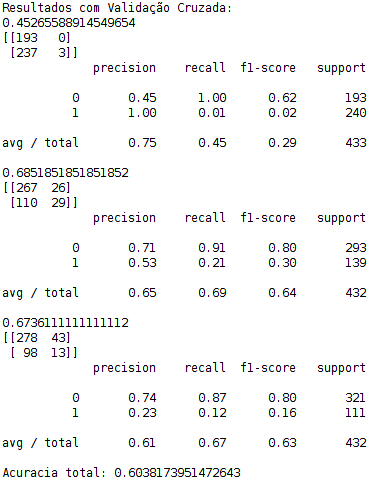 Resultados com Validação Cruzada:
0.45265588914549654
[[193   0]
 [237   3]]
             precision    recall  f1-score   support

          0       0.45      1.00      0.62       193
          1       1.00      0.01      0.02       240

avg / total       0.75      0.45      0.29       433

0.6851851851851852
[[267  26]
 [110  29]]
             precision    recall  f1-score   support

          0       0.71      0.91      0.80       293
          1       0.53      0.21      0.30       139

avg / total       0.65      0.69      0.64       432

0.6736111111111112
[[278  43]
 [ 98  13]]
             precision    recall  f1-score   support

          0       0.74      0.87      0.80       321
          1       0.23      0.12      0.16       111

avg / total       0.61      0.67      0.63       432

Acuracia total: 0.6038173951472643